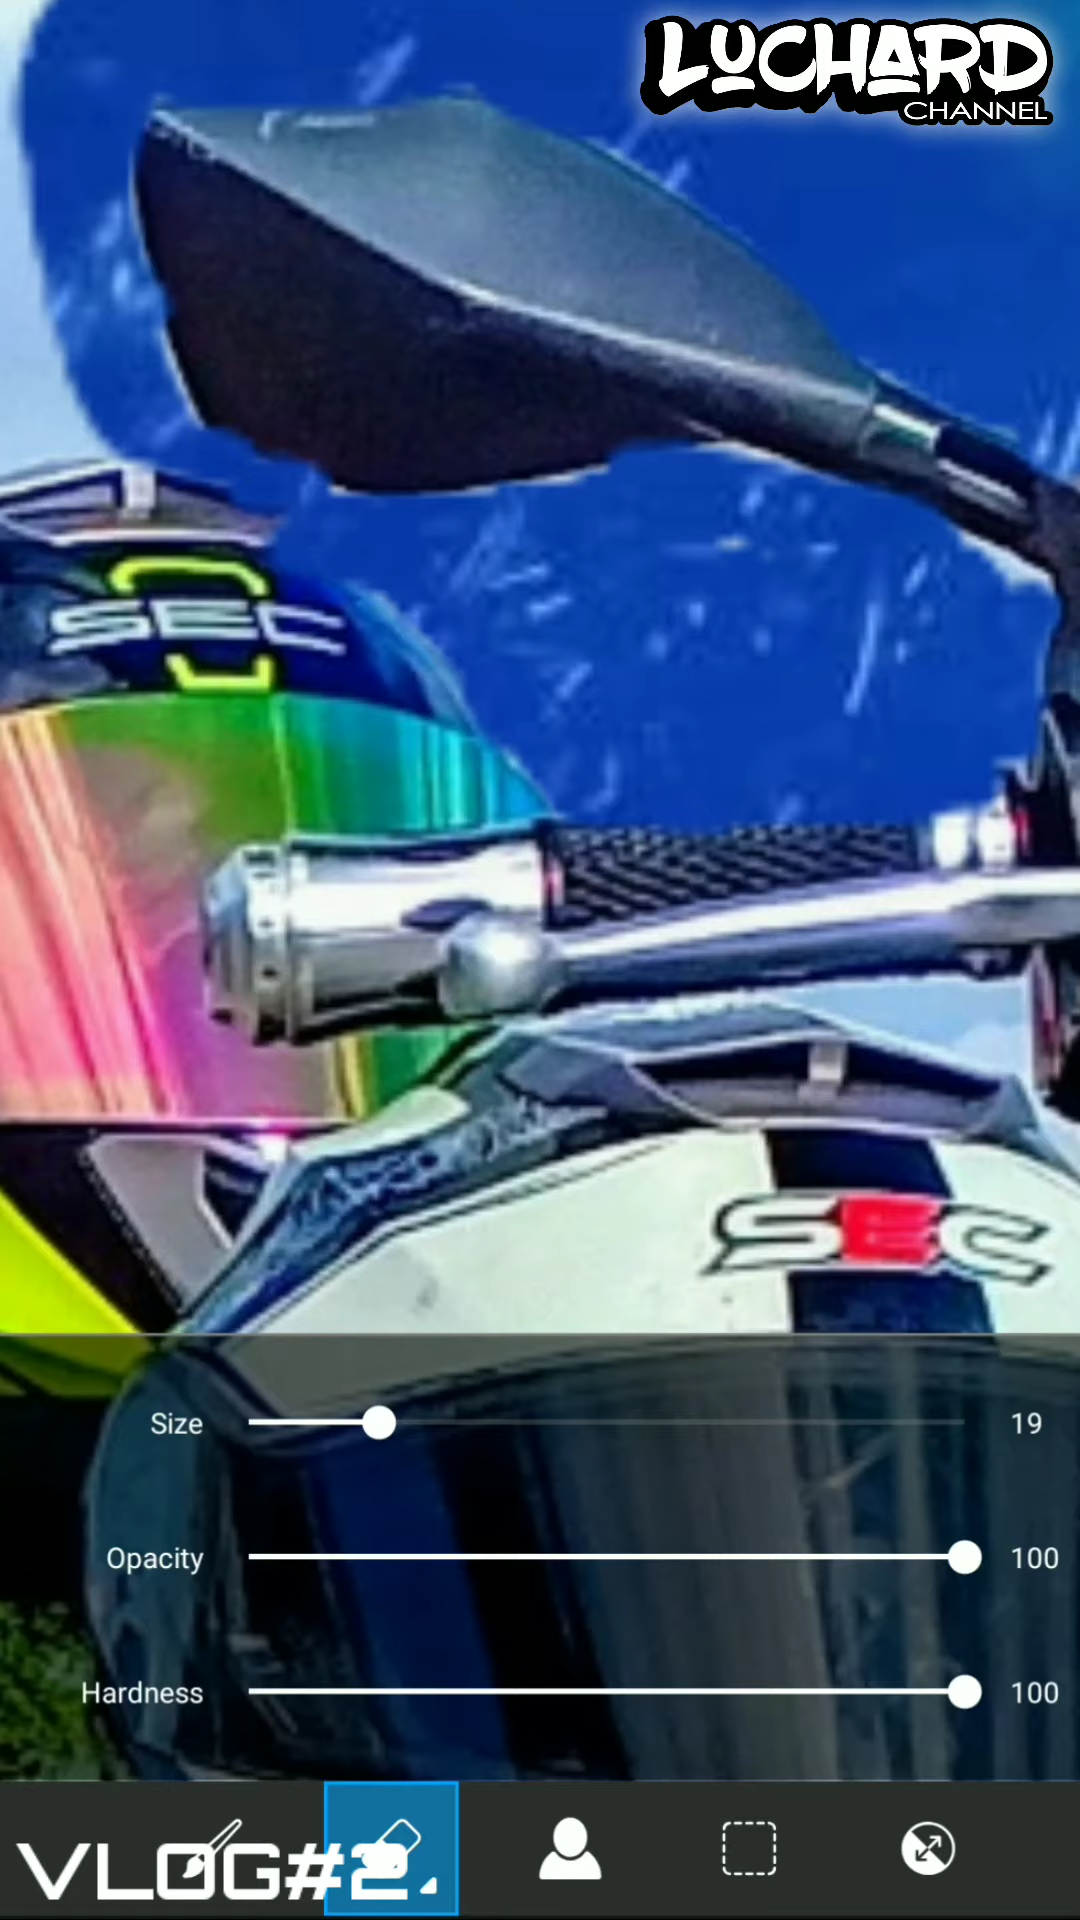 LUCHARD
CHANNEL
SEC
SEC
Size 19
Opacity 100
Hardness 100
VLOG#2.